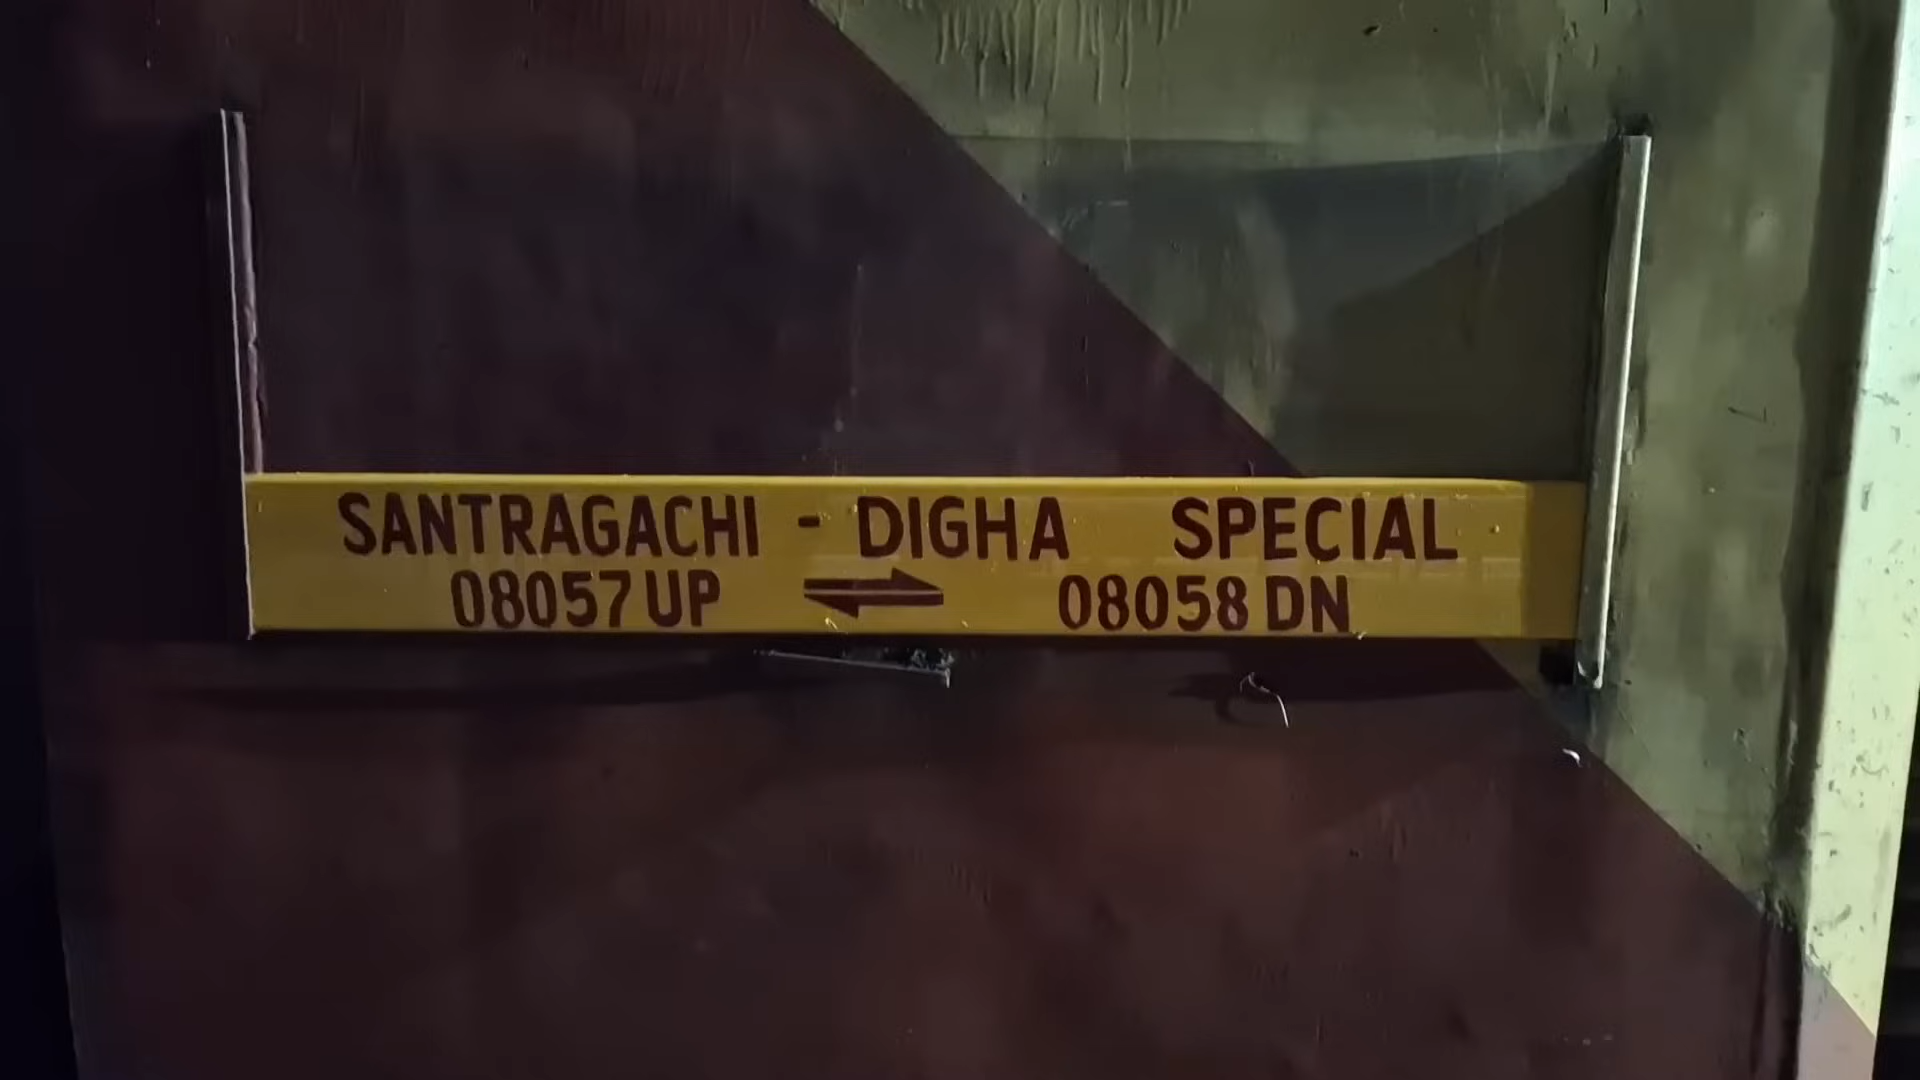 SANTRAGACHI - DIGHA SPECIAL
08057 UP ⇌ 08058 DN